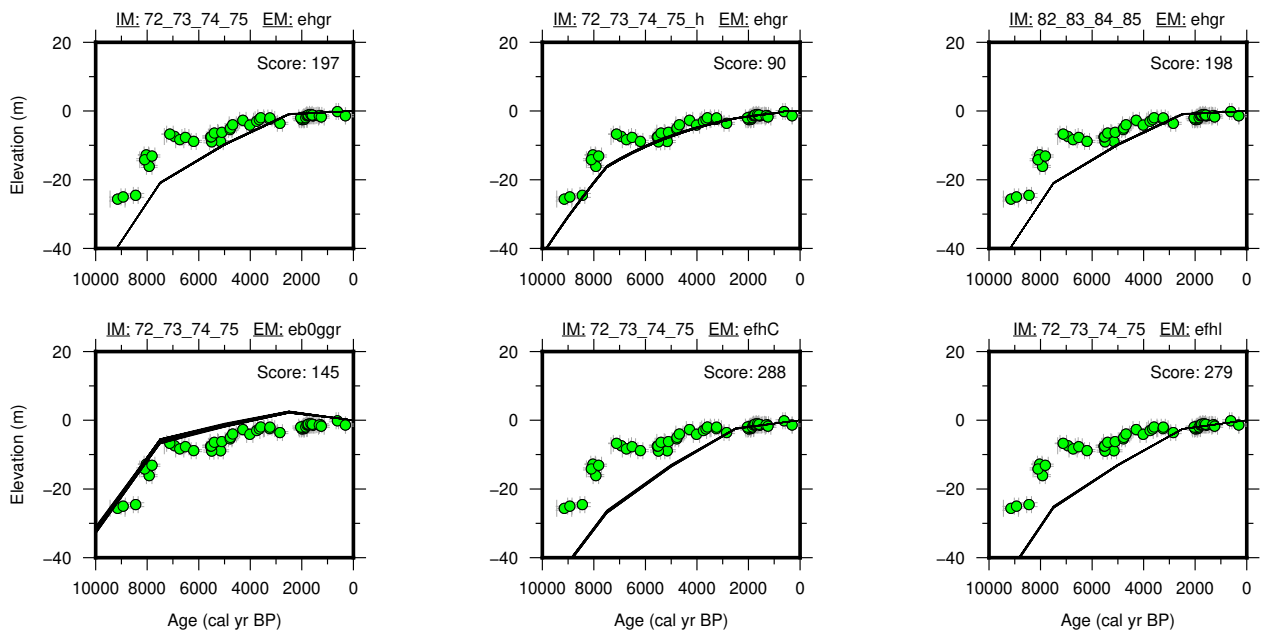 IM: 72_73_74_75 EM: ehgr
IM: 72_73_74_75_h EM: ehgr
IM: 82_83_84_85 EM: ehgr
20
0
−20
−40
Elevation (m)
Score: 197
10000 8000 6000 4000 2000 0
20
0
−20
−40
Score: 90
10000 8000 6000 4000 2000 0
20
0
−20
−40
Score: 198
10000 8000 6000 4000 2000 0
IM: 72_73_74_75 EM: eb0ggr
IM: 72_73_74_75 EM: efhC
IM: 72_73_74_75 EM: efhI
20
0
−20
−40
Elevation (m)
Score: 145
10000 8000 6000 4000 2000 0
Age (cal yr BP)
20
0
−20
−40
Score: 288
10000 8000 6000 4000 2000 0
Age (cal yr BP)
20
0
−20
−40
Score: 279
10000 8000 6000 4000 2000 0
Age (cal yr BP)